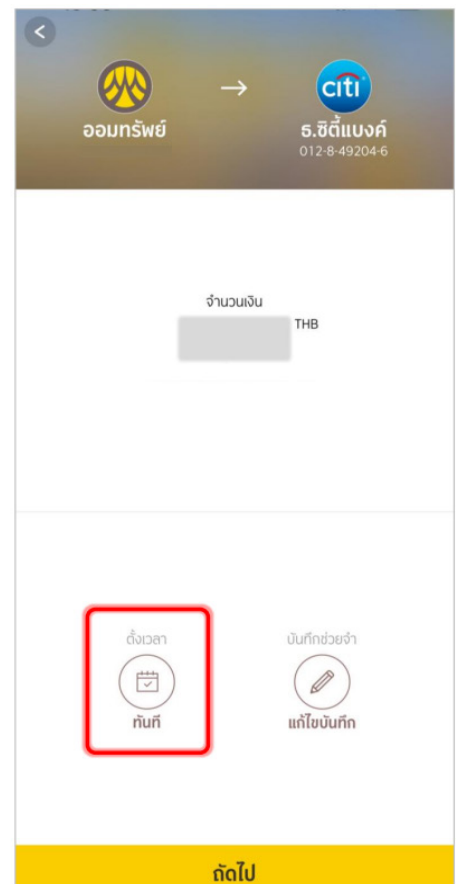 ออมทรัพย์
→
citi
ธ.ซิตี้แบงค์
012-8-49204-6
จำนวนเงิน
THB
ตั้งเวลา
บันทึกช่วยจำ
ทันที
แก้ไขบันทึก
ถัดไป